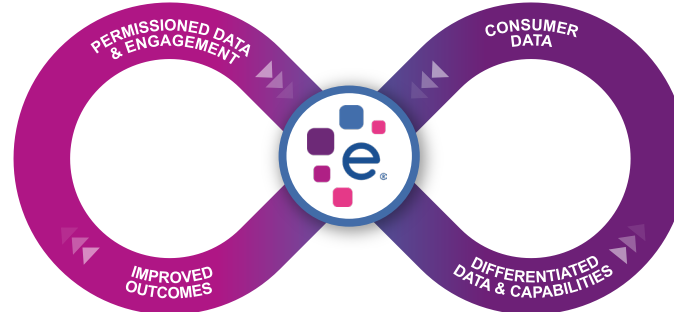 PERMISSIONED DATA
& ENGAGEMENT
CONSUMER
DATA
e
IMPROVED
OUTCOMES
DIFFERENTIATED
DATA & CAPABILITIES